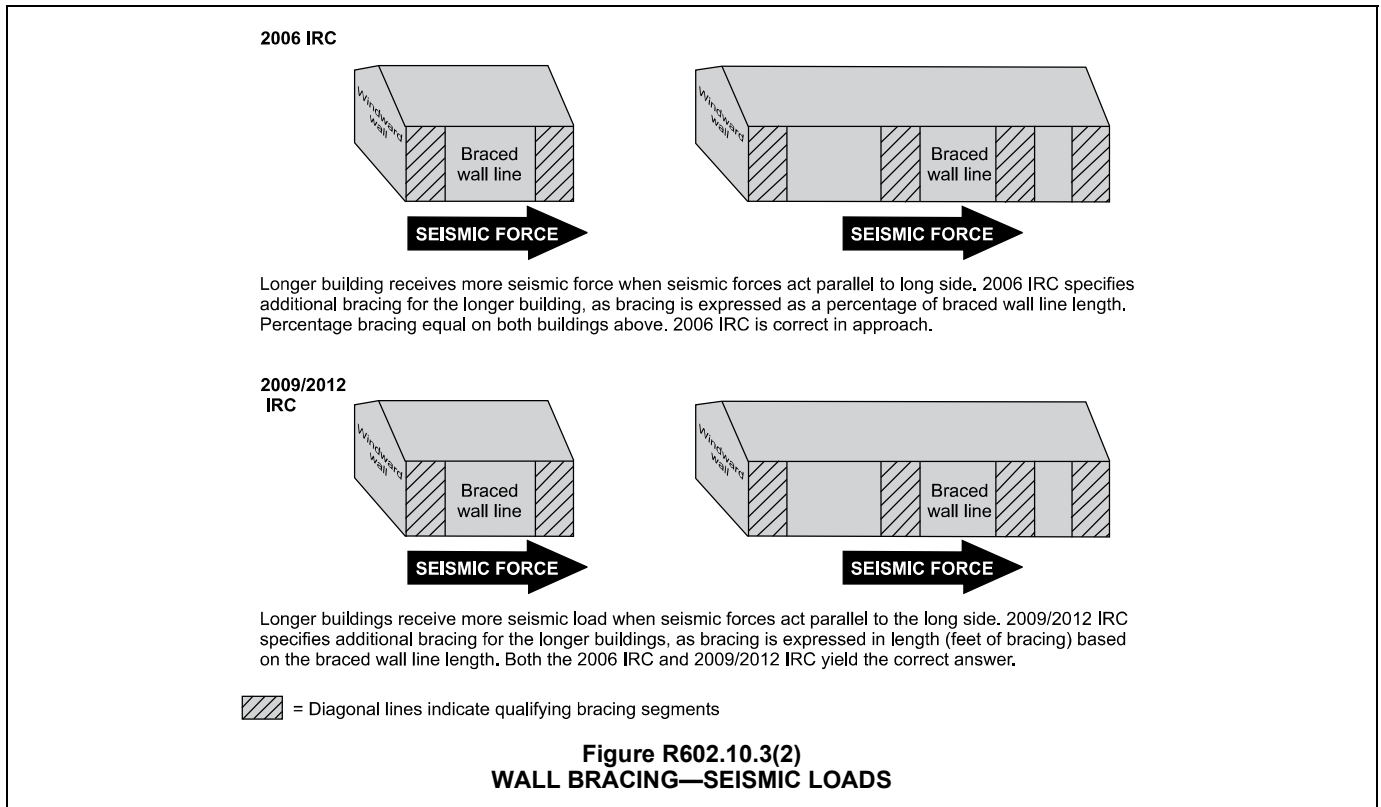 2006 IRC
Windward
wall
Braced
wall line
Windward
wall
Braced
wall line
SEISMIC FORCE
SEISMIC FORCE
Longer building receives more seismic force when seismic forces act parallel to long side. 2006 IRC specifies
additional bracing for the longer building, as bracing is expressed as a percentage of braced wall line length.
Percentage bracing equal on both buildings above. 2006 IRC is correct in approach.
2009/2012
IRC
Windward
wall
Braced
wall line
Windward
wall
Braced
wall line
SEISMIC FORCE
SEISMIC FORCE
Longer buildings receive more seismic load when seismic forces act parallel to the long side. 2009/2012 IRC
specifies additional bracing for the longer buildings, as bracing is expressed in length (feet of bracing) based
on the braced wall line length. Both the 2006 IRC and 2009/2012 IRC yield the correct answer.
= Diagonal lines indicate qualifying bracing segments
Figure R602.10.3(2)
WALL BRACING—SEISMIC LOADS